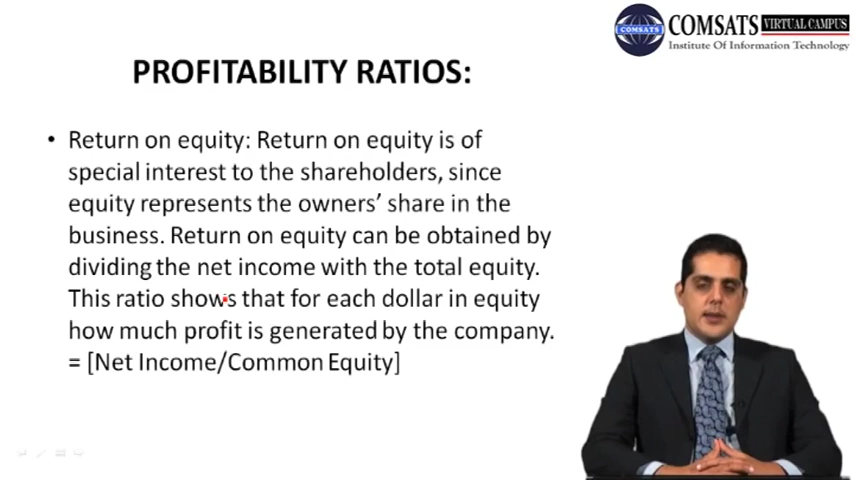 COMSATS
COMSATS VIRTUAL CAMPUS
Institute Of Information Technology
PROFITABILITY RATIOS:
• Return on equity: Return on equity is of
special interest to the shareholders, since
equity represents the owners' share in the
business. Return on equity can be obtained by
dividing the net income with the total equity.
This ratio shows that for each dollar in equity
how much profit is generated by the company.
= [Net Income/Common Equity]